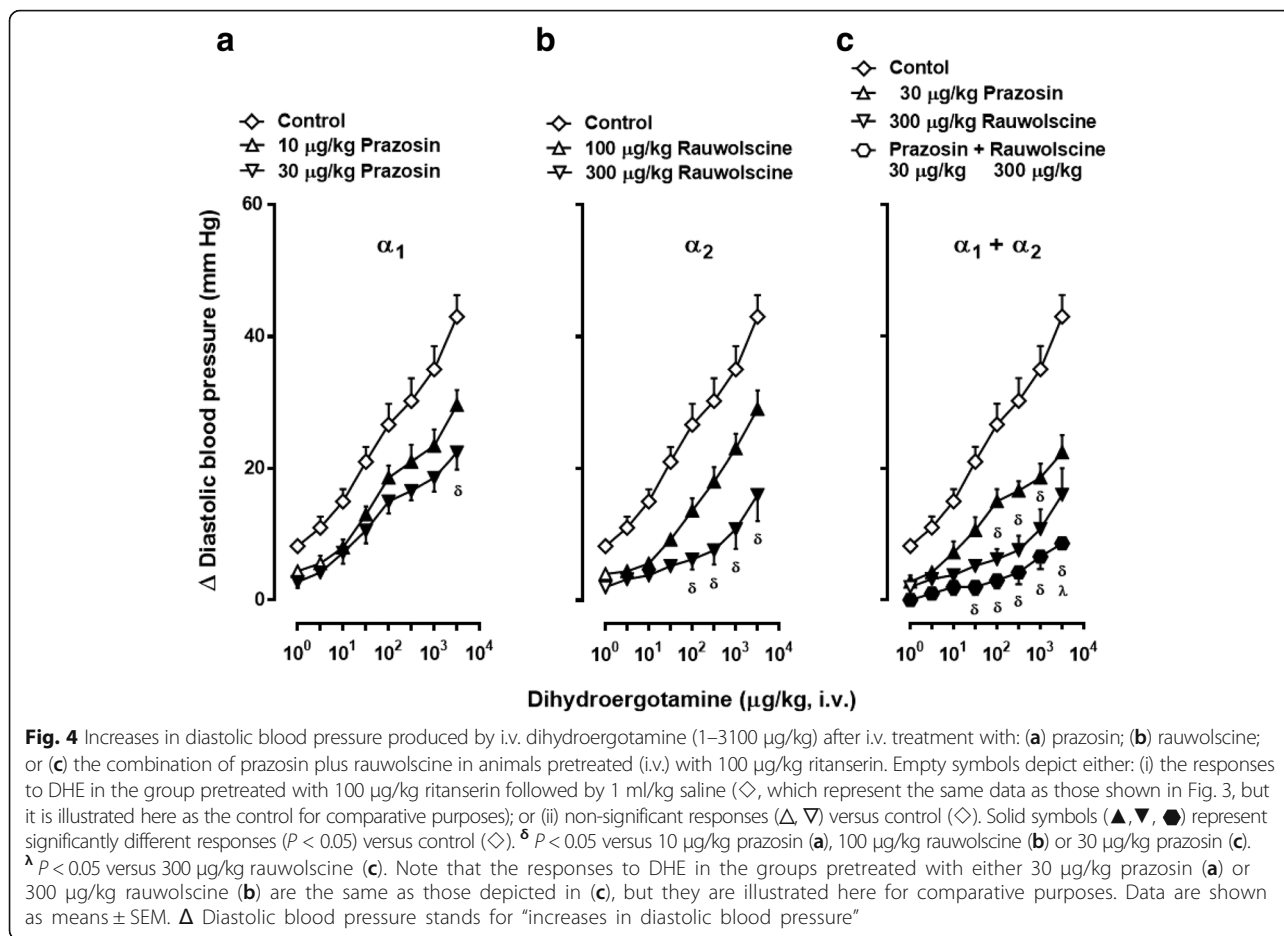 a
Control
10 μg/kg Prazosin
30 μg/kg Prazosin
b
Control
100 μg/kg Rauwolscine
300 μg/kg Rauwolscine
c
Contol
30 μg/kg Prazosin
300 μg/kg Rauwolscine
Prazosin + Rauwolscine
30 μg/kg 300 μg/kg
Δ Diastolic blood pressure (mm Hg)
60
40
20
0
α1
δ
10^0 10^1 10^2 10^3 10^4
α2
δ δ δ δ
10^0 10^1 10^2 10^3 10^4
α1 + α2
δ δ δ
δ δ δ δ δ
λ
10^0 10^1 10^2 10^3 10^4
Dihydroergotamine (μg/kg, i.v.)
Fig. 4 Increases in diastolic blood pressure produced by i.v. dihydroergotamine (1–3100 μg/kg) after i.v. treatment with: (a) prazosin; (b) rauwolscine;
or (c) the combination of prazosin plus rauwolscine in animals pretreated (i.v.) with 100 μg/kg ritanserin. Empty symbols depict either: (i) the responses
to DHE in the group pretreated with 100 μg/kg ritanserin followed by 1 ml/kg saline (◇, which represent the same data as those shown in Fig. 3, but
it is illustrated here as the control for comparative purposes); or (ii) non-significant responses (△, ▽) versus control (◇). Solid symbols (▲,▼, ⬣) represent
significantly different responses (P < 0.05) versus control (◇). δ P < 0.05 versus 10 μg/kg prazosin (a), 100 μg/kg rauwolscine (b) or 30 μg/kg prazosin (c).
λ P < 0.05 versus 300 μg/kg rauwolscine (c). Note that the responses to DHE in the groups pretreated with either 30 μg/kg prazosin (a) or
300 μg/kg rauwolscine (b) are the same as those depicted in (c), but they are illustrated here for comparative purposes. Data are shown
as means ± SEM. Δ Diastolic blood pressure stands for “increases in diastolic blood pressure”